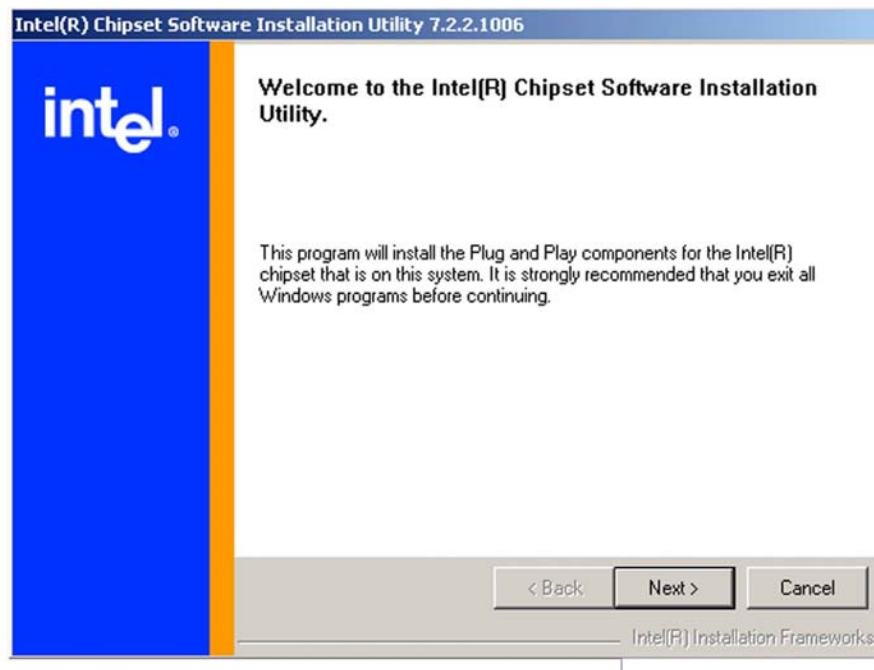 Intel(R) Chipset Software Installation Utility 7.2.2.1006
intel®
Welcome to the Intel(R) Chipset Software Installation
Utility.
This program will install the Plug and Play components for the Intel(R)
chipset that is on this system. It is strongly recommended that you exit all
Windows programs before continuing.
< Back
Next >
Cancel
Intel(R) Installation Frameworks